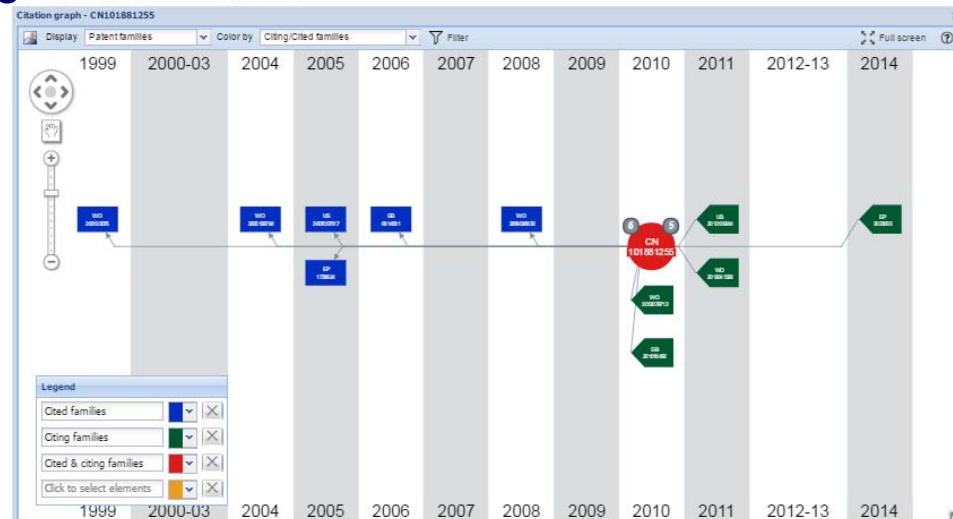 Citation graph - CN101881255
Display Patent families Color by Citing/Cited families Filter Full screen
1999 2000-03 2004 2005 2006 2007 2008 2009 2010 2011 2012-13 2014
WO
WO
US
GB
WO
6 5
US
EP
CN
101881255
EP
WO
WO
GB
Legend
Cited families
Citing families
Cited & citing families
Click to select elements
1999 2000-03 2004 2005 2006 2007 2008 2009 2010 2011 2012-13 2014